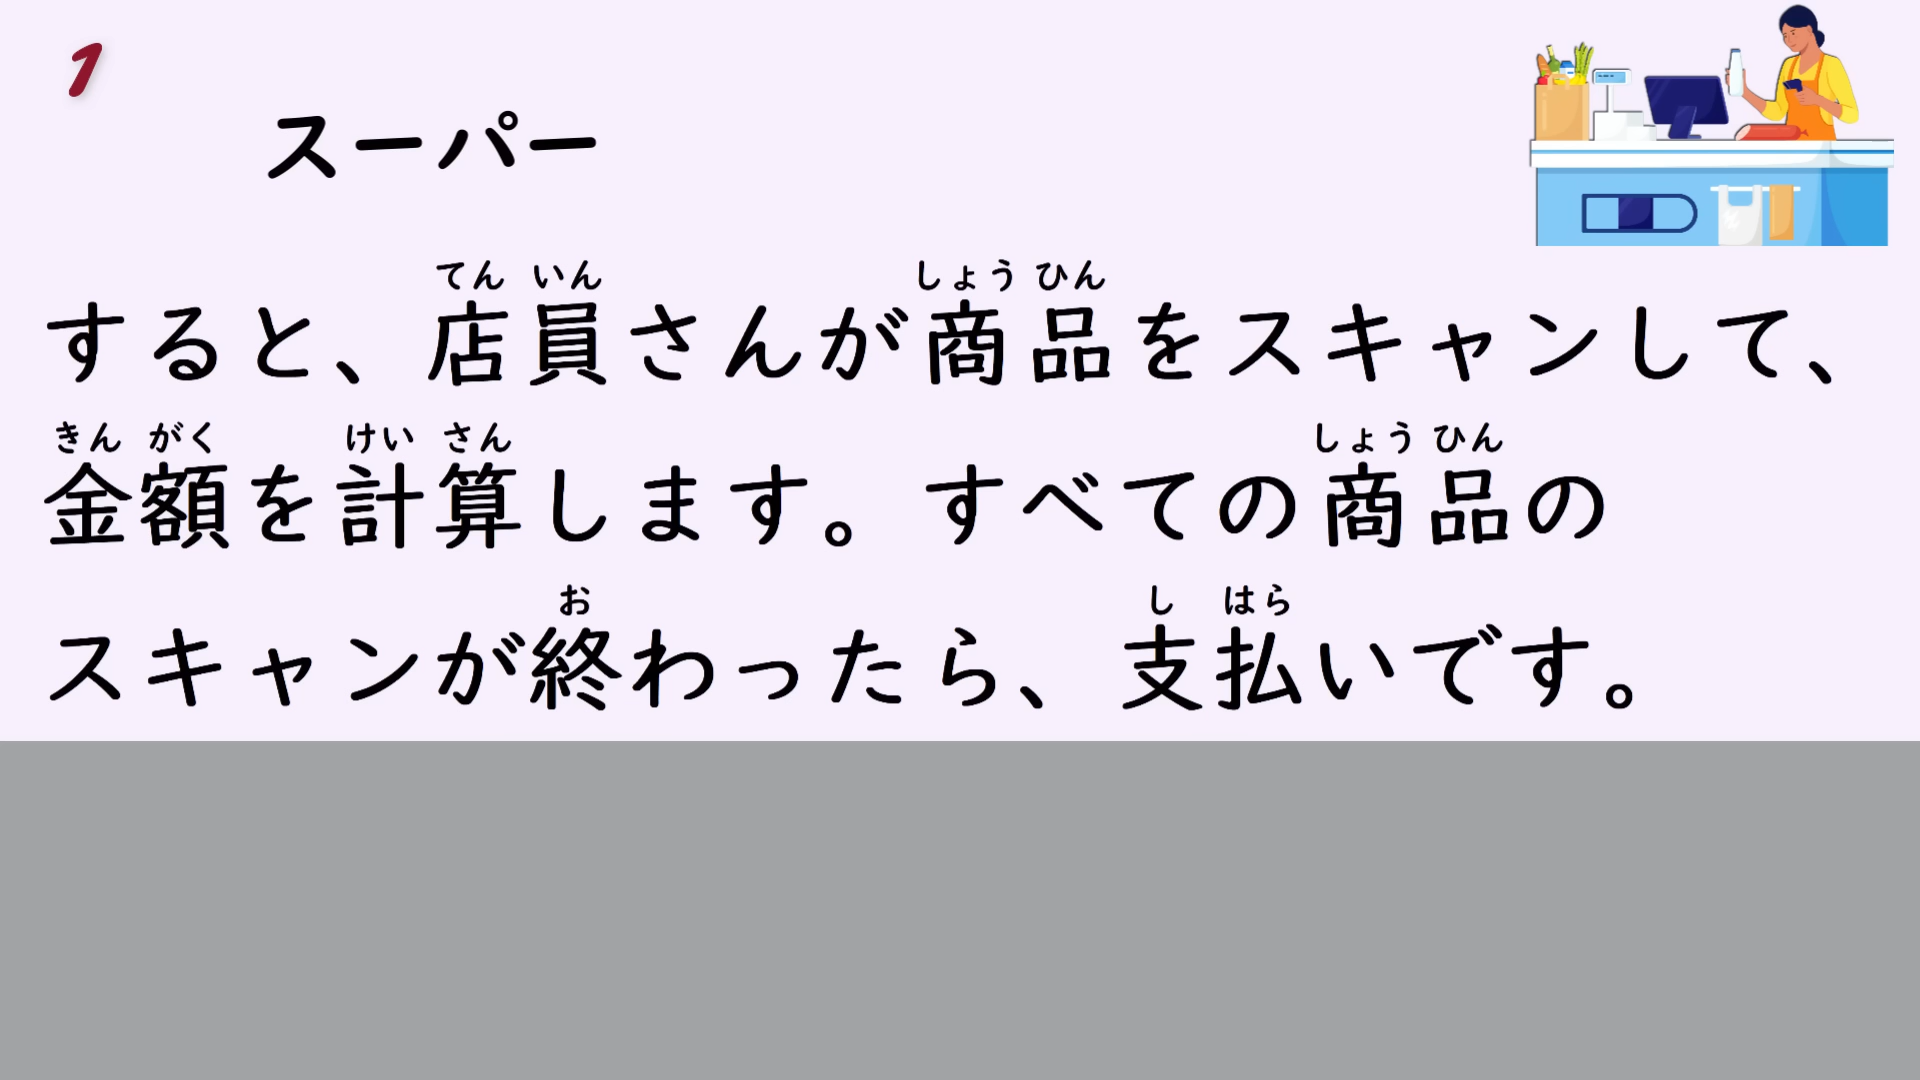 1
スーパー
てん いん しょう ひん
すると、店員さんが商品をスキャンして、
きん がく けい さん しょう ひん
金額を計算します。すべての商品の
お し はら
スキャンが終わったら、支払いです。